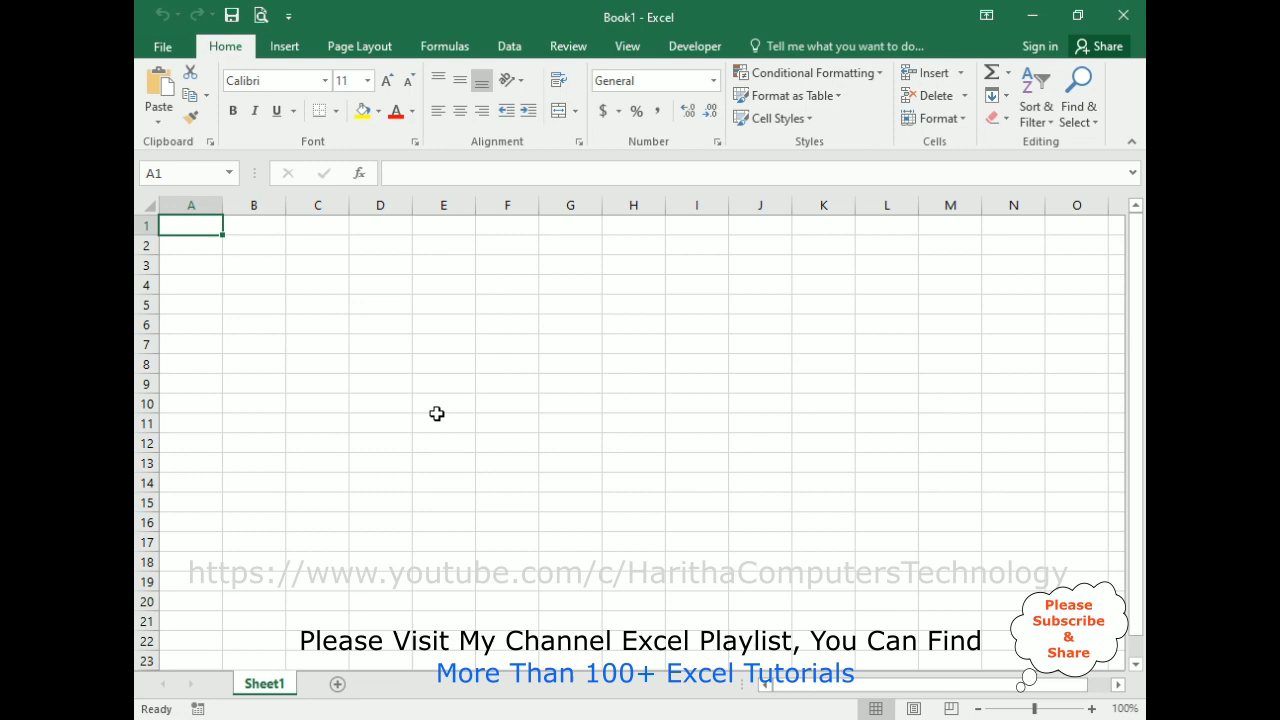 Book1 - Excel
File Home Insert Page Layout Formulas Data Review View Developer Tell me what you want to do... Sign in Share
Paste
Calibri 11
B I U
A A
A
General
$ % ,
Conditional Formatting
Format as Table
Cell Styles
Insert
Delete
Format
Sort & Filter
Find & Select
Clipboard Font Alignment Number Styles Cells Editing
A1 fx
A B C D E F G H I J K L M N O
1
2
3
4
5
6
7
8
9
10
11
12
13
14
15
16
17
18
19
20
21
22
23
https://www.youtube.com/c/HarithaComputersTechnology
Please
Subscribe
&
Share
Please Visit My Channel Excel Playlist, You Can Find
More Than 100+ Excel Tutorials
Sheet1
Ready 100%